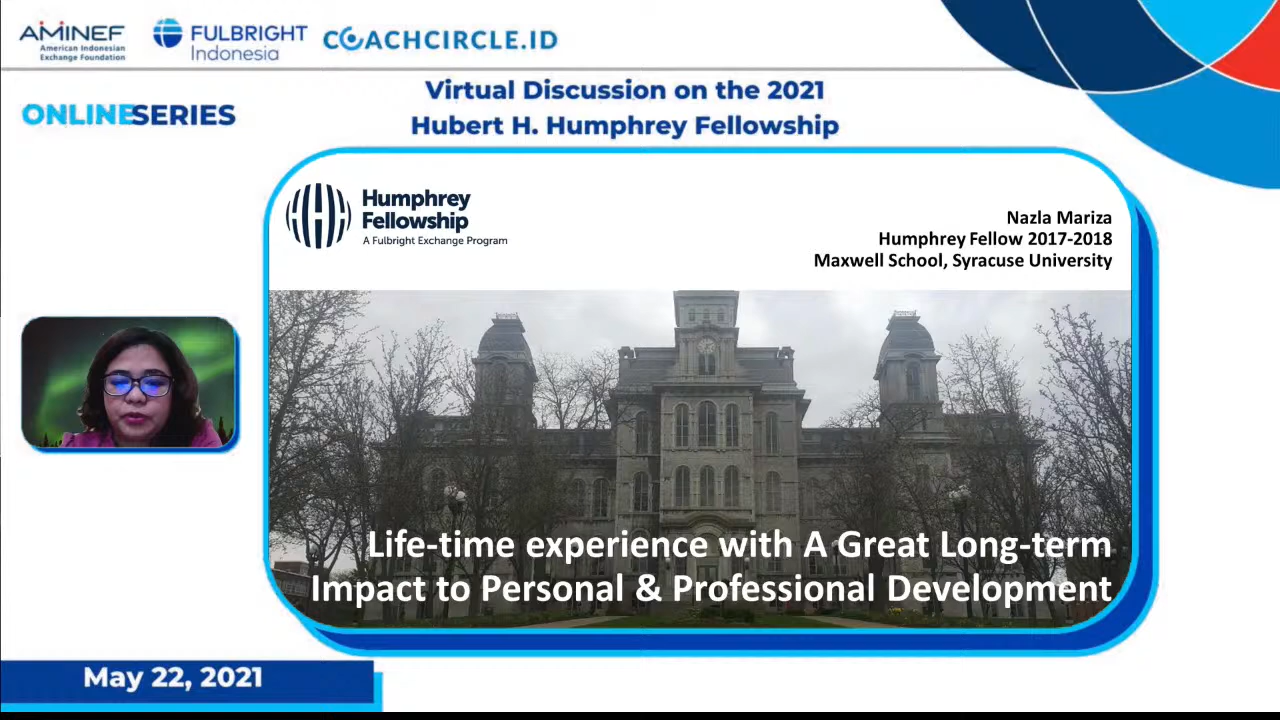 AMINEF
American Indonesian
Exchange Foundation
FULBRIGHT
Indonesia
COACHCIRCLE.ID
ONLINESERIES
Virtual Discussion on the 2021
Hubert H. Humphrey Fellowship
Humphrey
Fellowship
A Fulbright Exchange Program
Nazla Mariza
Humphrey Fellow 2017-2018
Maxwell School, Syracuse University
Life-time experience with A Great Long-term
Impact to Personal & Professional Development
May 22, 2021